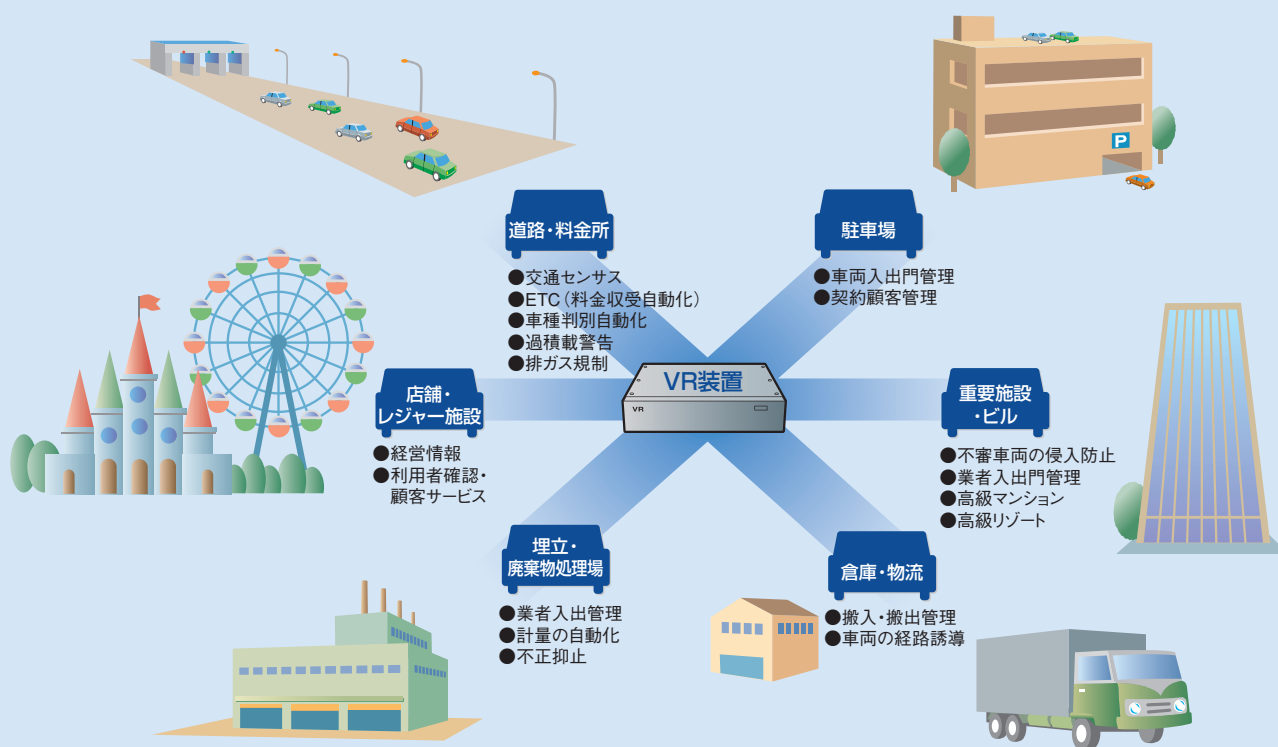 P
道路・料金所
●交通センサス
●ETC(料金収受自動化)
●車種判別自動化
●過積載警告
●排ガス規制
駐車場
●車両入出門管理
●契約顧客管理
VR装置
VR
店舗・
レジャー施設
●経営情報
●利用者確認・
顧客サービス
重要施設
・ビル
●不審車両の侵入防止
●業者入出門管理
●高級マンション
●高級リゾート
埋立・
廃棄物処理場
●業者入出管理
●計量の自動化
●不正抑止
倉庫・物流
●搬入・搬出管理
●車両の経路誘導